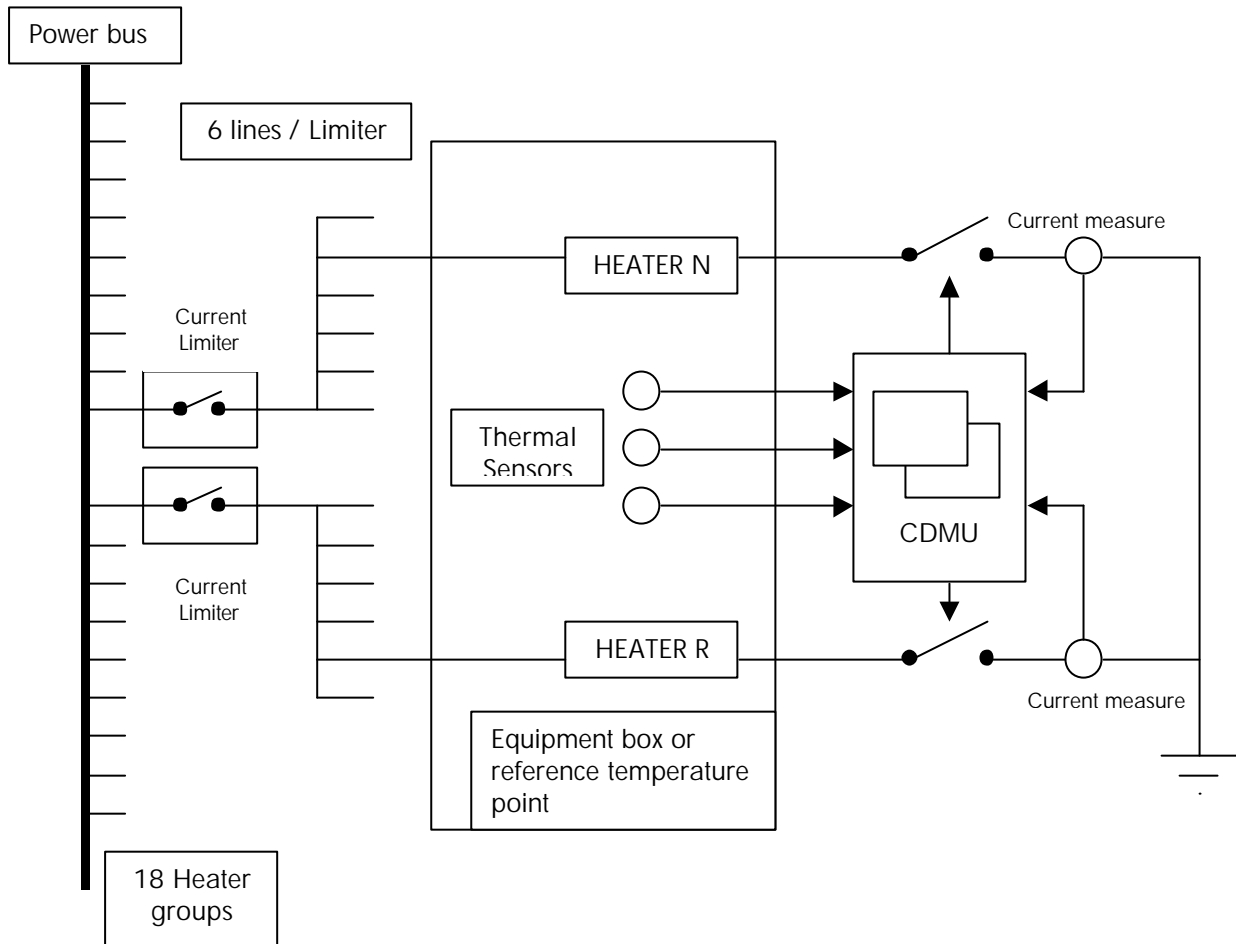 Power bus
6 lines / Limiter
Current measure
HEATER N
Current
Limiter
Thermal
Sensors
CDMU
Current
Limiter
HEATER R
Current measure
Equipment box or
reference temperature
point
18 Heater
groups